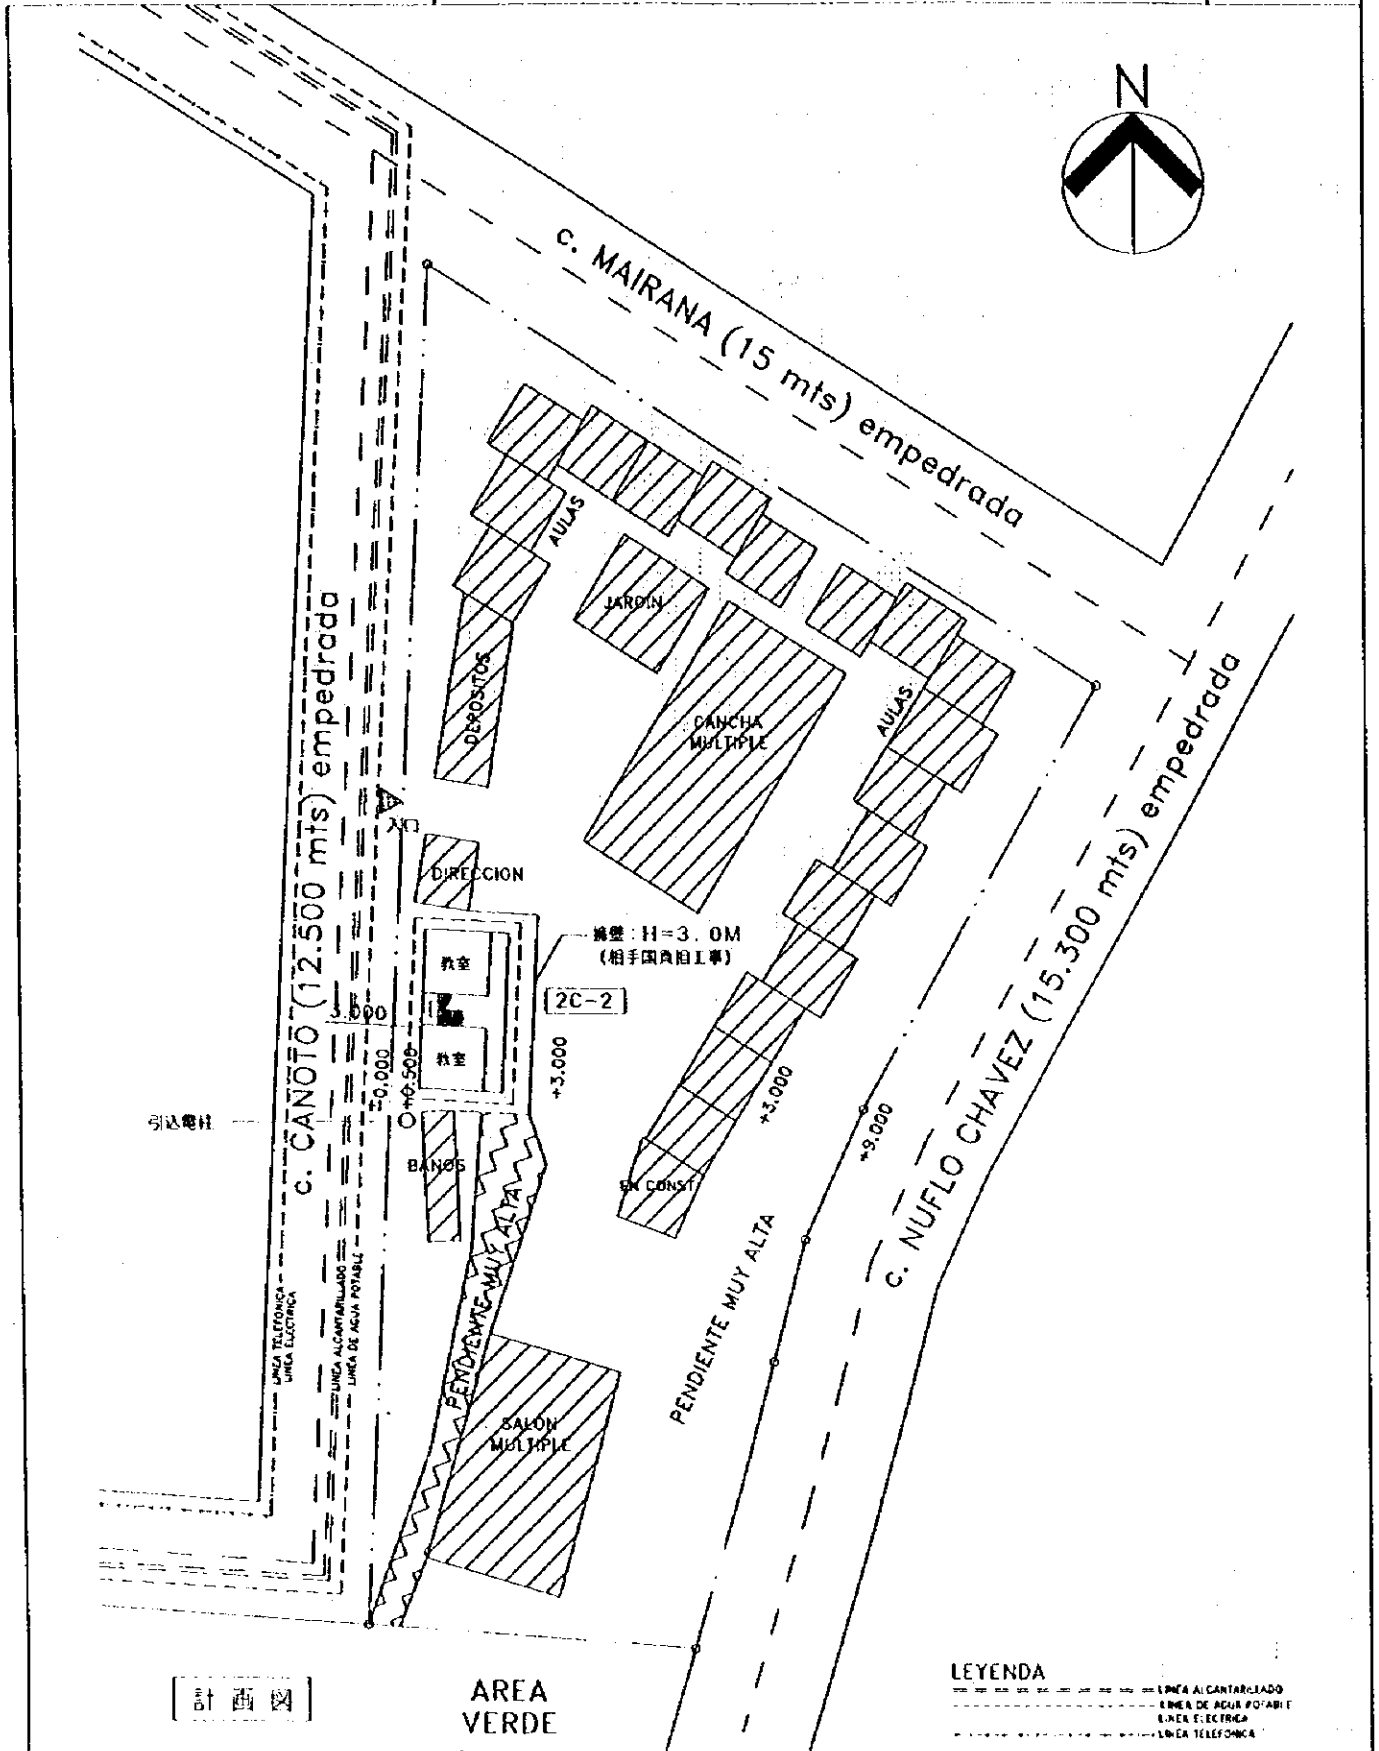 N
c. MAIRANA (15 mts) empedrada
AULAS
JARDIN
DEPOSITOS
CANCHA
MULTIPLE
AULAS
c. CANOTO (12.500 mts) empedrada
入口
DIRECCION
擁壁:H=3.0M
(相手国負担工事)
教室
2C-2
3.000
教室
±0.000
+0.500
+3.000
+3.000
+9.000
引込電柱
BAÑOS
EN CONST
PENDIENTE MUY ALTA
PENDIENTE MUY ALTA
c. NUFLO CHAVEZ (15.300 mts) empedrada
LINEA TELEFONICA
LINEA ELECTRICA
LINEA ALCANTARILLADO
LINEA DE AGUA POTABLE
SALON
MULTIPLE
計画図
AREA
VERDE
LEYENDA
LINEA ALCANTARILLADO
LINEA DE AGUA POTABLE
LINEA ELECTRICA
LINEA TELEFONICA